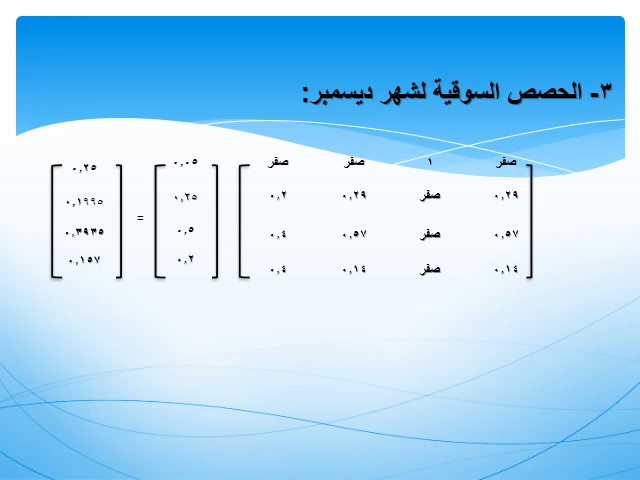 ٣- الحصص السوقية لشهر ديسمبر:
صفر ١ صفر صفر ٠,٠٥ ٠,٢٥
٠,٢٩ صفر ٠,٢٩ ٠,٢ ٠,٢٥ = ٠,١٩٩٥
٠,٥٧ صفر ٠,٥٧ ٠,٤ ٠,٥ ٠,٣٩٣٥
٠,١٤ صفر ٠,١٤ ٠,٤ ٠,٢ ٠,١٥٧